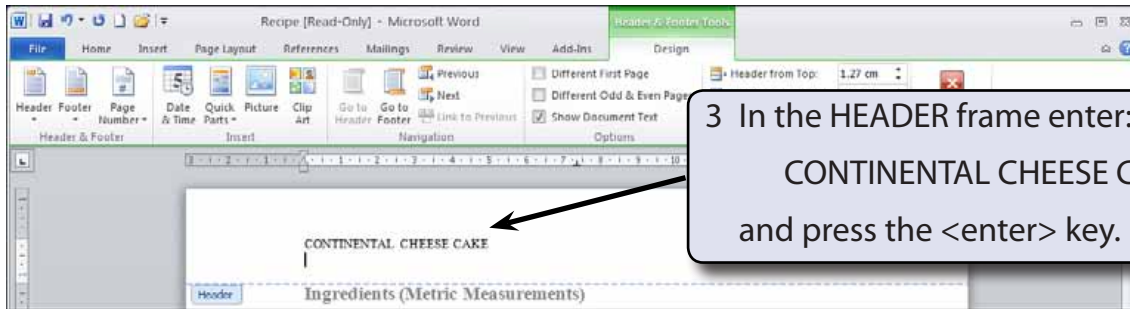 Recipe [Read-Only] - Microsoft Word
Header & Footer Tools
File Home Insert Page Layout References Mailings Review View Add-Ins Design
Header Footer Page Number
Date & Time Quick Parts Picture Clip Art
Go to Header Go to Footer
Previous
Next
Link to Previous
Different First Page
Different Odd & Even Page
Show Document Text
Header from Top: 1.27 cm
Header & Footer Insert Navigation Options
3 In the HEADER frame enter:
CONTINENTAL CHEESE C
and press the <enter> key.
CONTINENTAL CHEESE CAKE
Header
Ingredients (Metric Measurements)